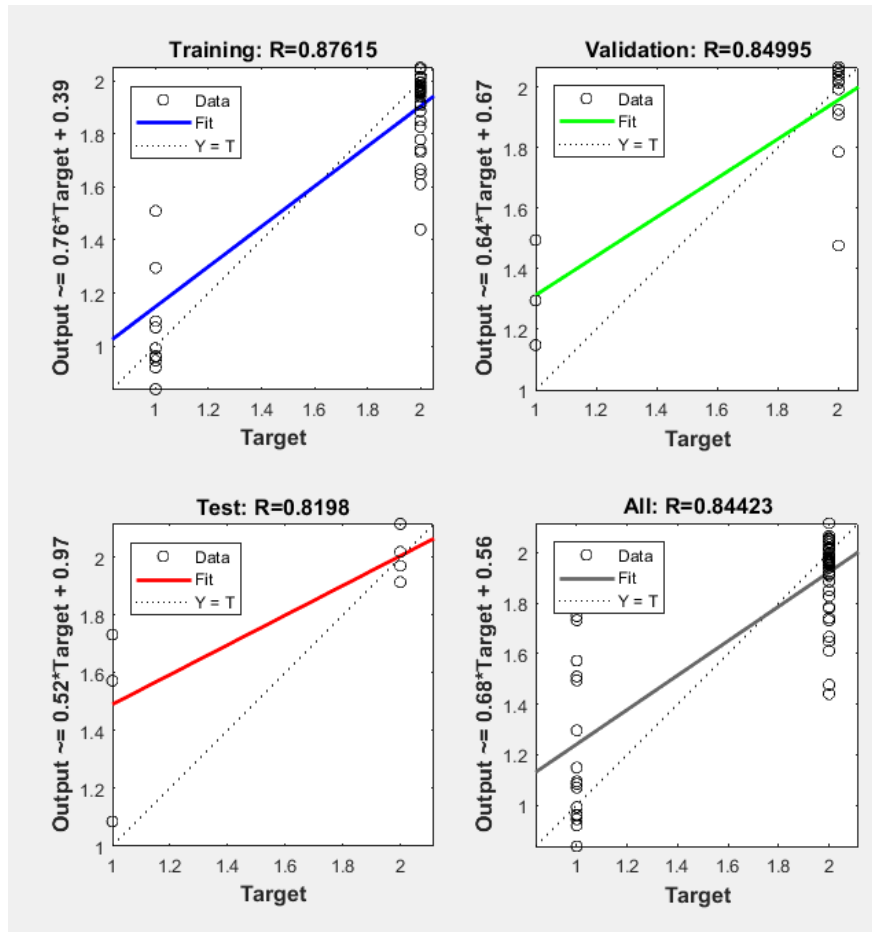 Training: R=0.87615
Output ~= 0.76*Target + 0.39
2
1.8
1.6
1.4
1.2
1
Data
Fit
Y = T
1 1.2 1.4 1.6 1.8 2
Target
Validation: R=0.84995
Output ~= 0.64*Target + 0.67
2
1.8
1.6
1.4
1.2
1
Data
Fit
Y = T
1 1.2 1.4 1.6 1.8 2
Target
Test: R=0.8198
Output ~= 0.52*Target + 0.97
2
1.8
1.6
1.4
1.2
1
Data
Fit
Y = T
1 1.2 1.4 1.6 1.8 2
Target
All: R=0.84423
Output ~= 0.68*Target + 0.56
2
1.8
1.6
1.4
1.2
1
Data
Fit
Y = T
1 1.2 1.4 1.6 1.8 2
Target